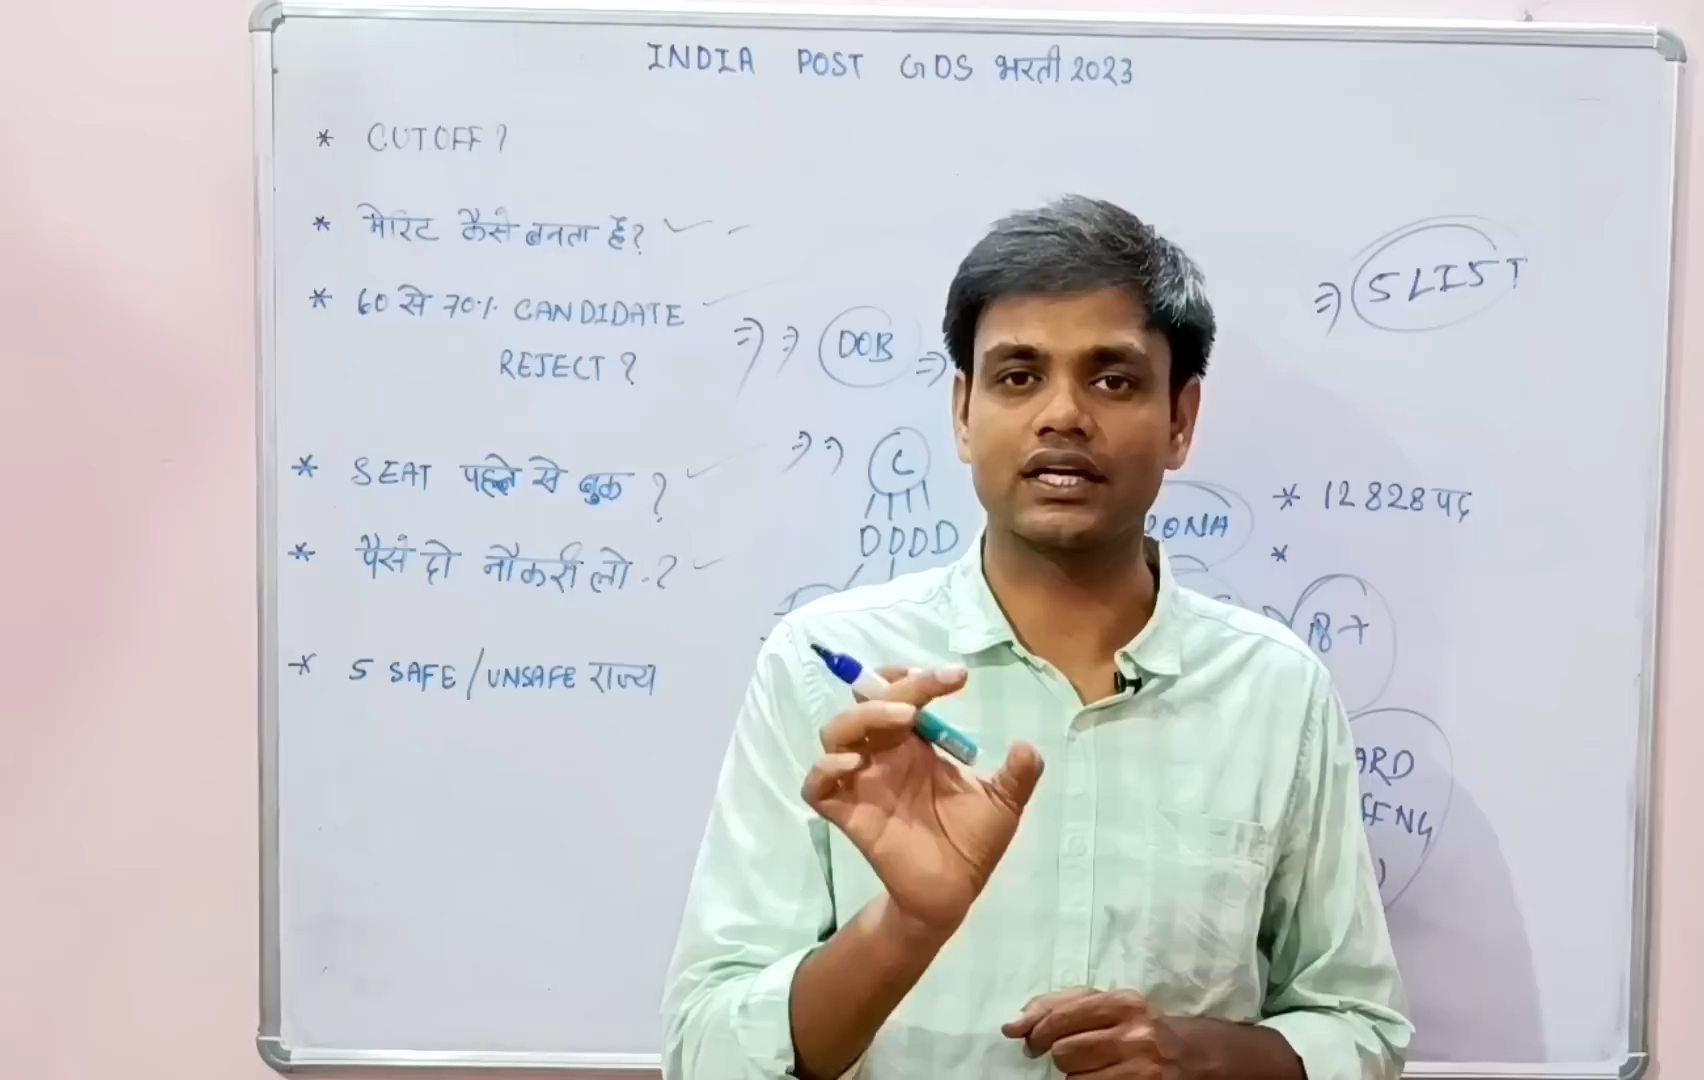 INDIA POST GDS भरती 2023
* CUTOFF ?
* मेरिट कैसे बनता है?
* 60 से 70% CANDIDATE
REJECT ?
* SEAT पहले से बुक ?
* पैसे दो नौकरी लो ?
* 5 SAFE / UNSAFE राज्य
⇒ ⇒ DOB ⇒
⇒ ⇒ C
DDDD
⇒ 5 LIST
* 12828 पद
*
18+